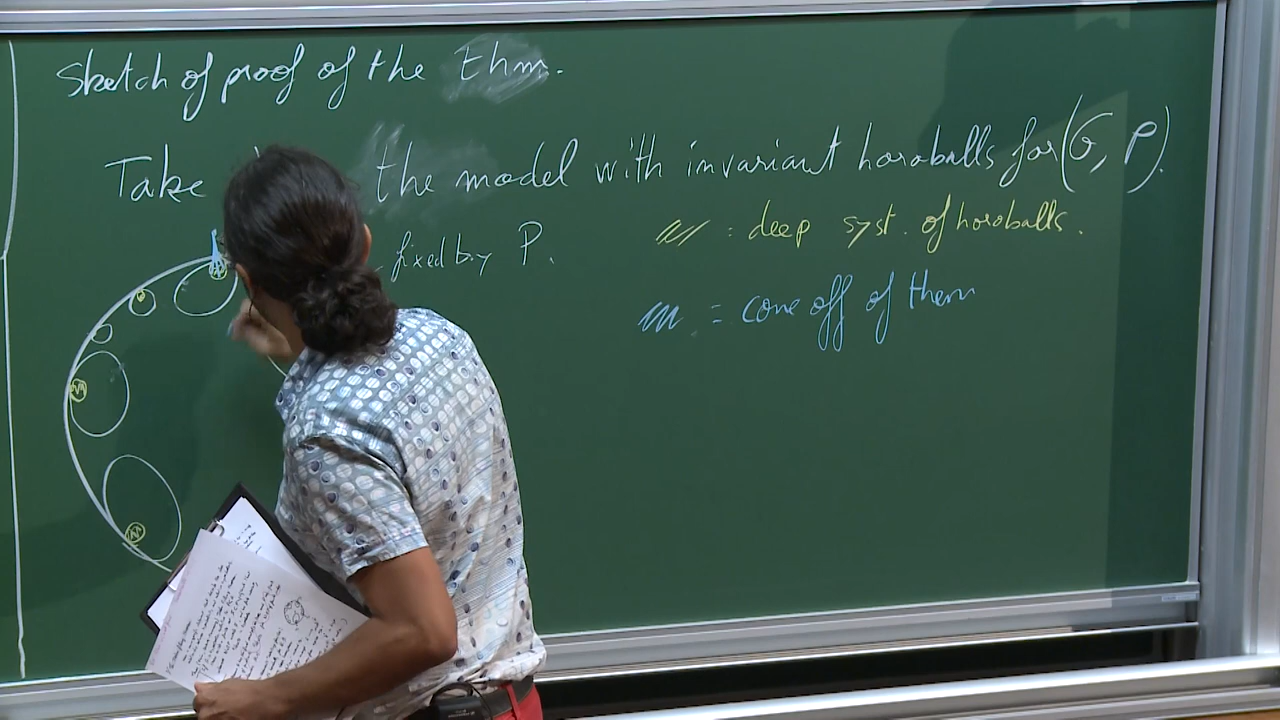 Sketch of proof of the thm.
Take the model with invariant horoballs for (G, P).
fixed by P.
: deep syst. of horoballs.
= cone off of them